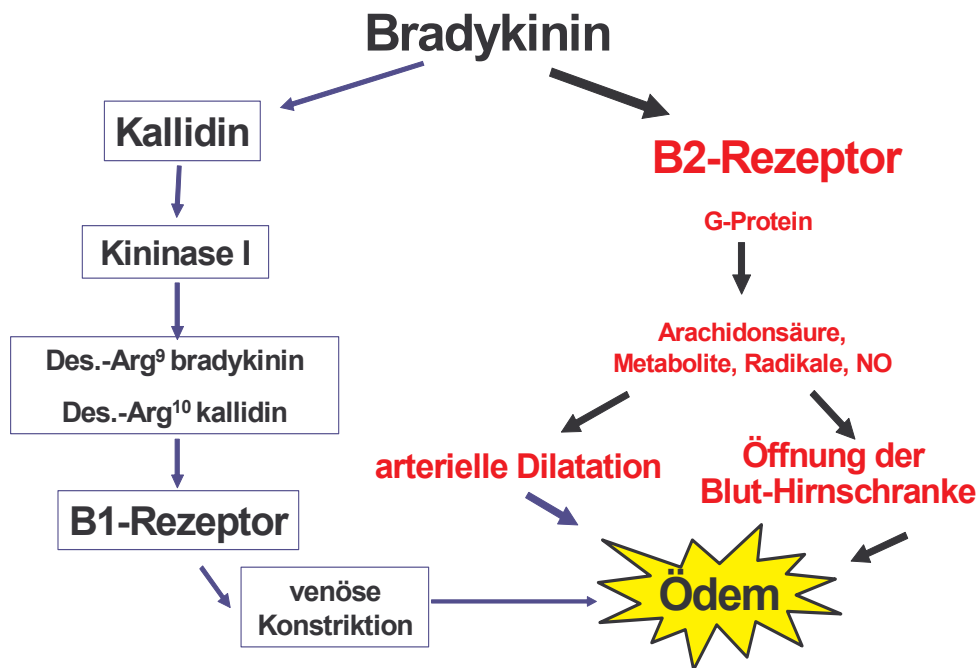 Bradykinin
Kallidin
Kininase I
Des.-Arg⁹ bradykinin
Des.-Arg¹⁰ kallidin
B1-Rezeptor
venöse
Konstriktion
B2-Rezeptor
G-Protein
Arachidonsäure,
Metabolite, Radikale, NO
arterielle Dilatation
Öffnung der
Blut-Hirnschranke
Ödem